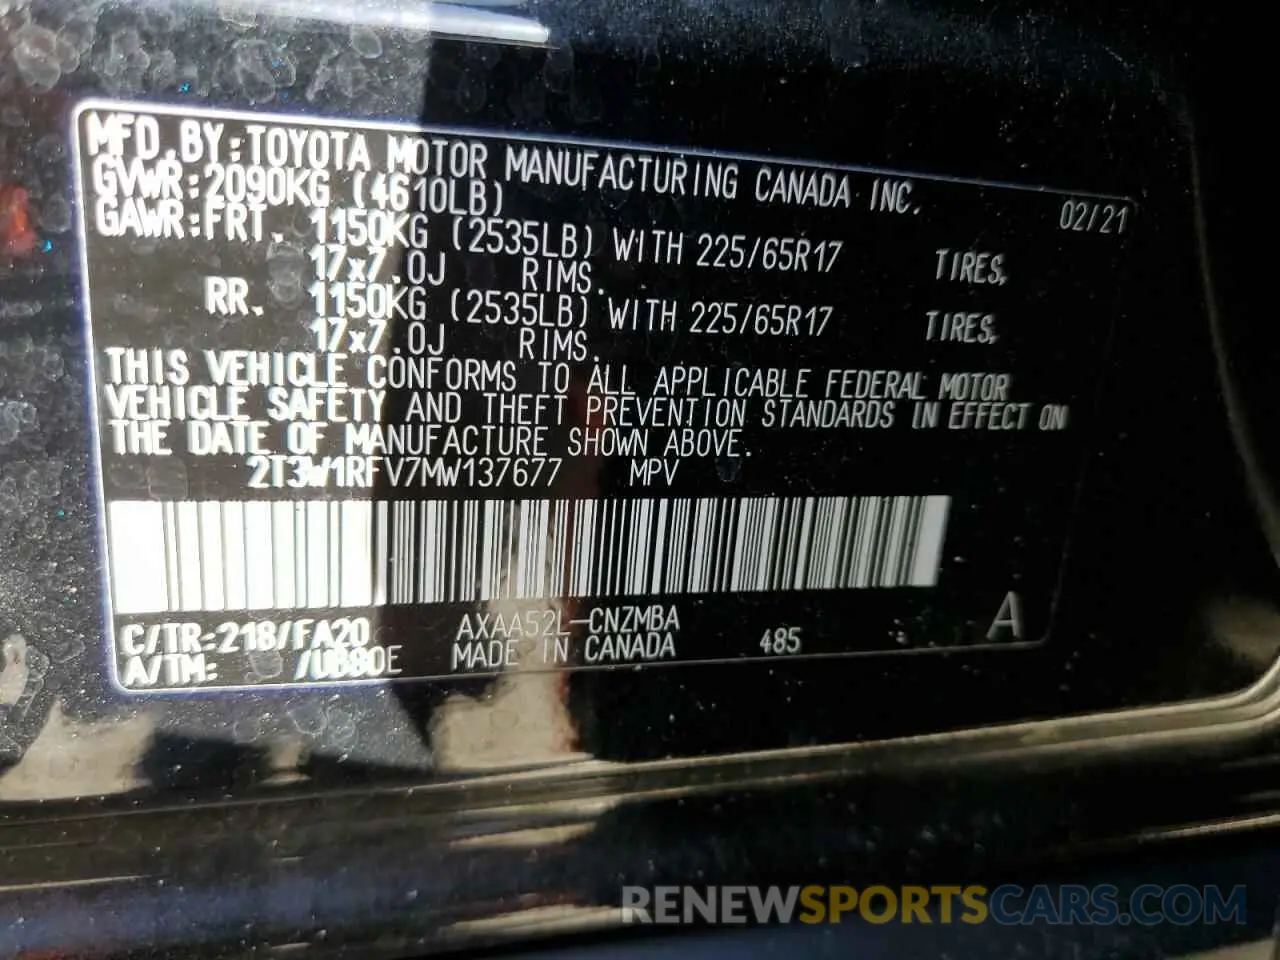 MFD.BY:TOYOTA MOTOR MANUFACTURING CANADA INC. 02/21
GVWR:2090KG (4610LB)
GAWR:FRT. 1150KG (2535LB) WITH 225/65R17 TIRES,
17x7.0J RIMS.
RR. 1150KG (2535LB) WITH 225/65R17 TIRES,
17x7.0J RIMS.
THIS VEHICLE CONFORMS TO ALL APPLICABLE FEDERAL MOTOR
VEHICLE SAFETY AND THEFT PREVENTION STANDARDS IN EFFECT ON
THE DATE OF MANUFACTURE SHOWN ABOVE.
2T3W1RFV7MW137677 MPV
C/TR:218/FA20 AXAA52L-CNZMBA 485 A
A/TM: /UB80E MADE IN CANADA
RENEWSPORTSCARS.COM